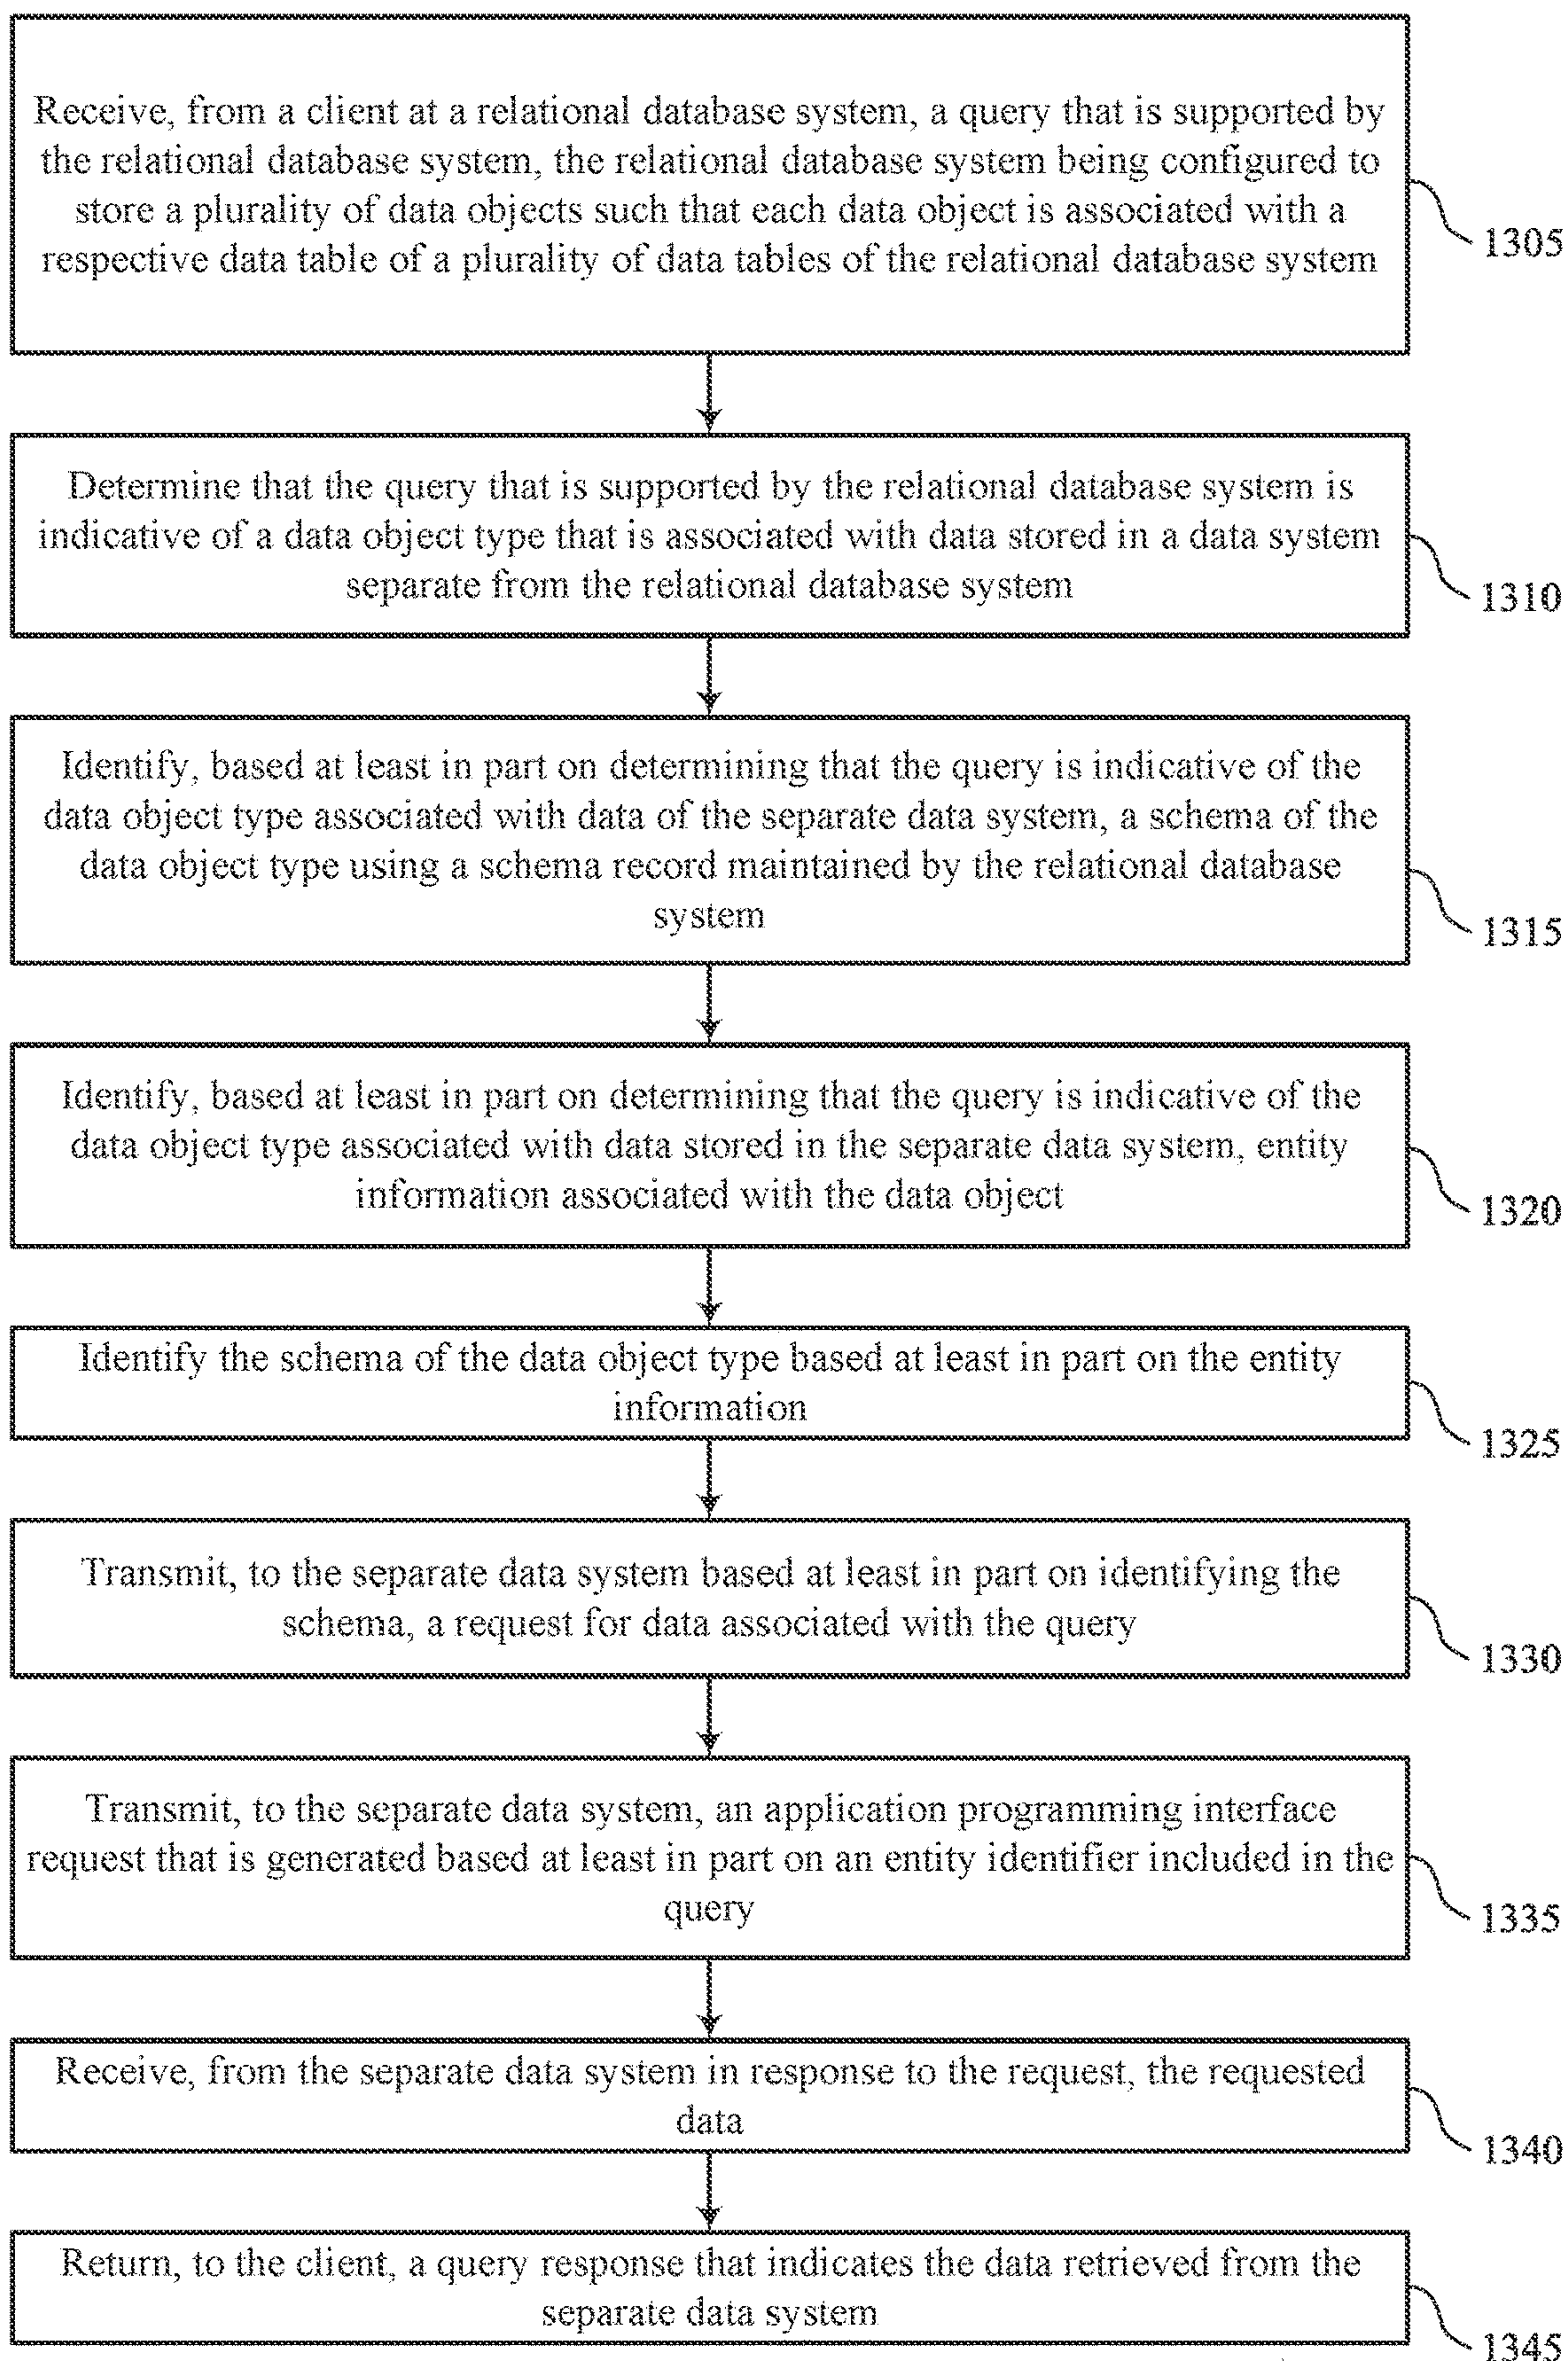 Receive, from a client at a relational database system, a query that is supported by
the relational database system, the relational database system being configured to
store a plurality of data objects such that each data object is associated with a
respective data table of a plurality of data tables of the relational database system
1305
Determine that the query that is supported by the relational database system is
indicative of a data object type that is associated with data stored in a data system
separate from the relational database system
1310
Identify, based at least in part on determining that the query is indicative of the
data object type associated with data of the separate data system, a schema of the
data object type using a schema record maintained by the relational database
system
1315
Identify, based at least in part on determining that the query is indicative of the
data object type associated with data stored in the separate data system, entity
information associated with the data object
1320
Identify the schema of the data object type based at least in part on the entity
information
1325
Transmit, to the separate data system based at least in part on identifying the
schema, a request for data associated with the query
1330
Transmit, to the separate data system, an application programming interface
request that is generated based at least in part on an entity identifier included in the
query
1335
Receive, from the separate data system in response to the request, the requested
data
1340
Return, to the client, a query response that indicates the data retrieved from the
separate data system
1345